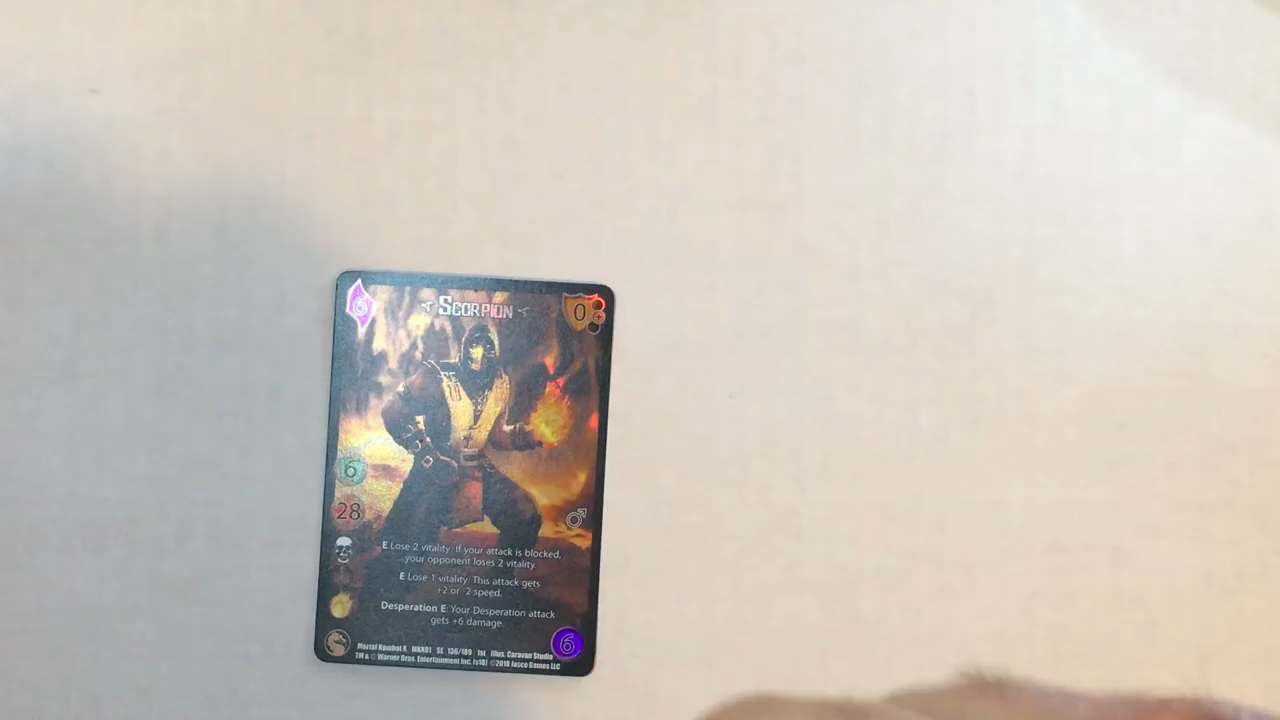 6
SCORPION
0
+
6
28
E Lose 2 vitality: If your attack is blocked,
your opponent loses 2 vitality.
E Lose 1 vitality: This attack gets
+2 or -2 speed.
Desperation E: Your Desperation attack
gets +6 damage.
6
Mortal Kombat X MKX01 SE 136/189 1st Illus. Caravan Studio
TM & © Warner Bros. Entertainment Inc. (s18) ©2018 Jasco Games LLC